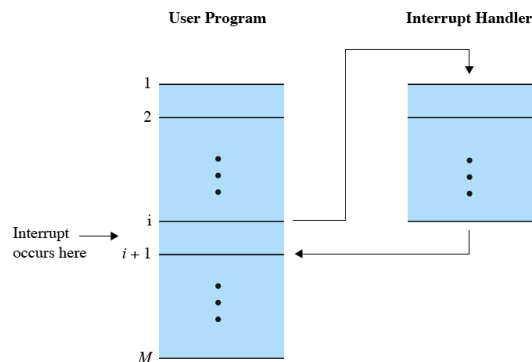 User Program
Interrupt Handler
1
2
i
Interrupt
occurs here
i + 1
M